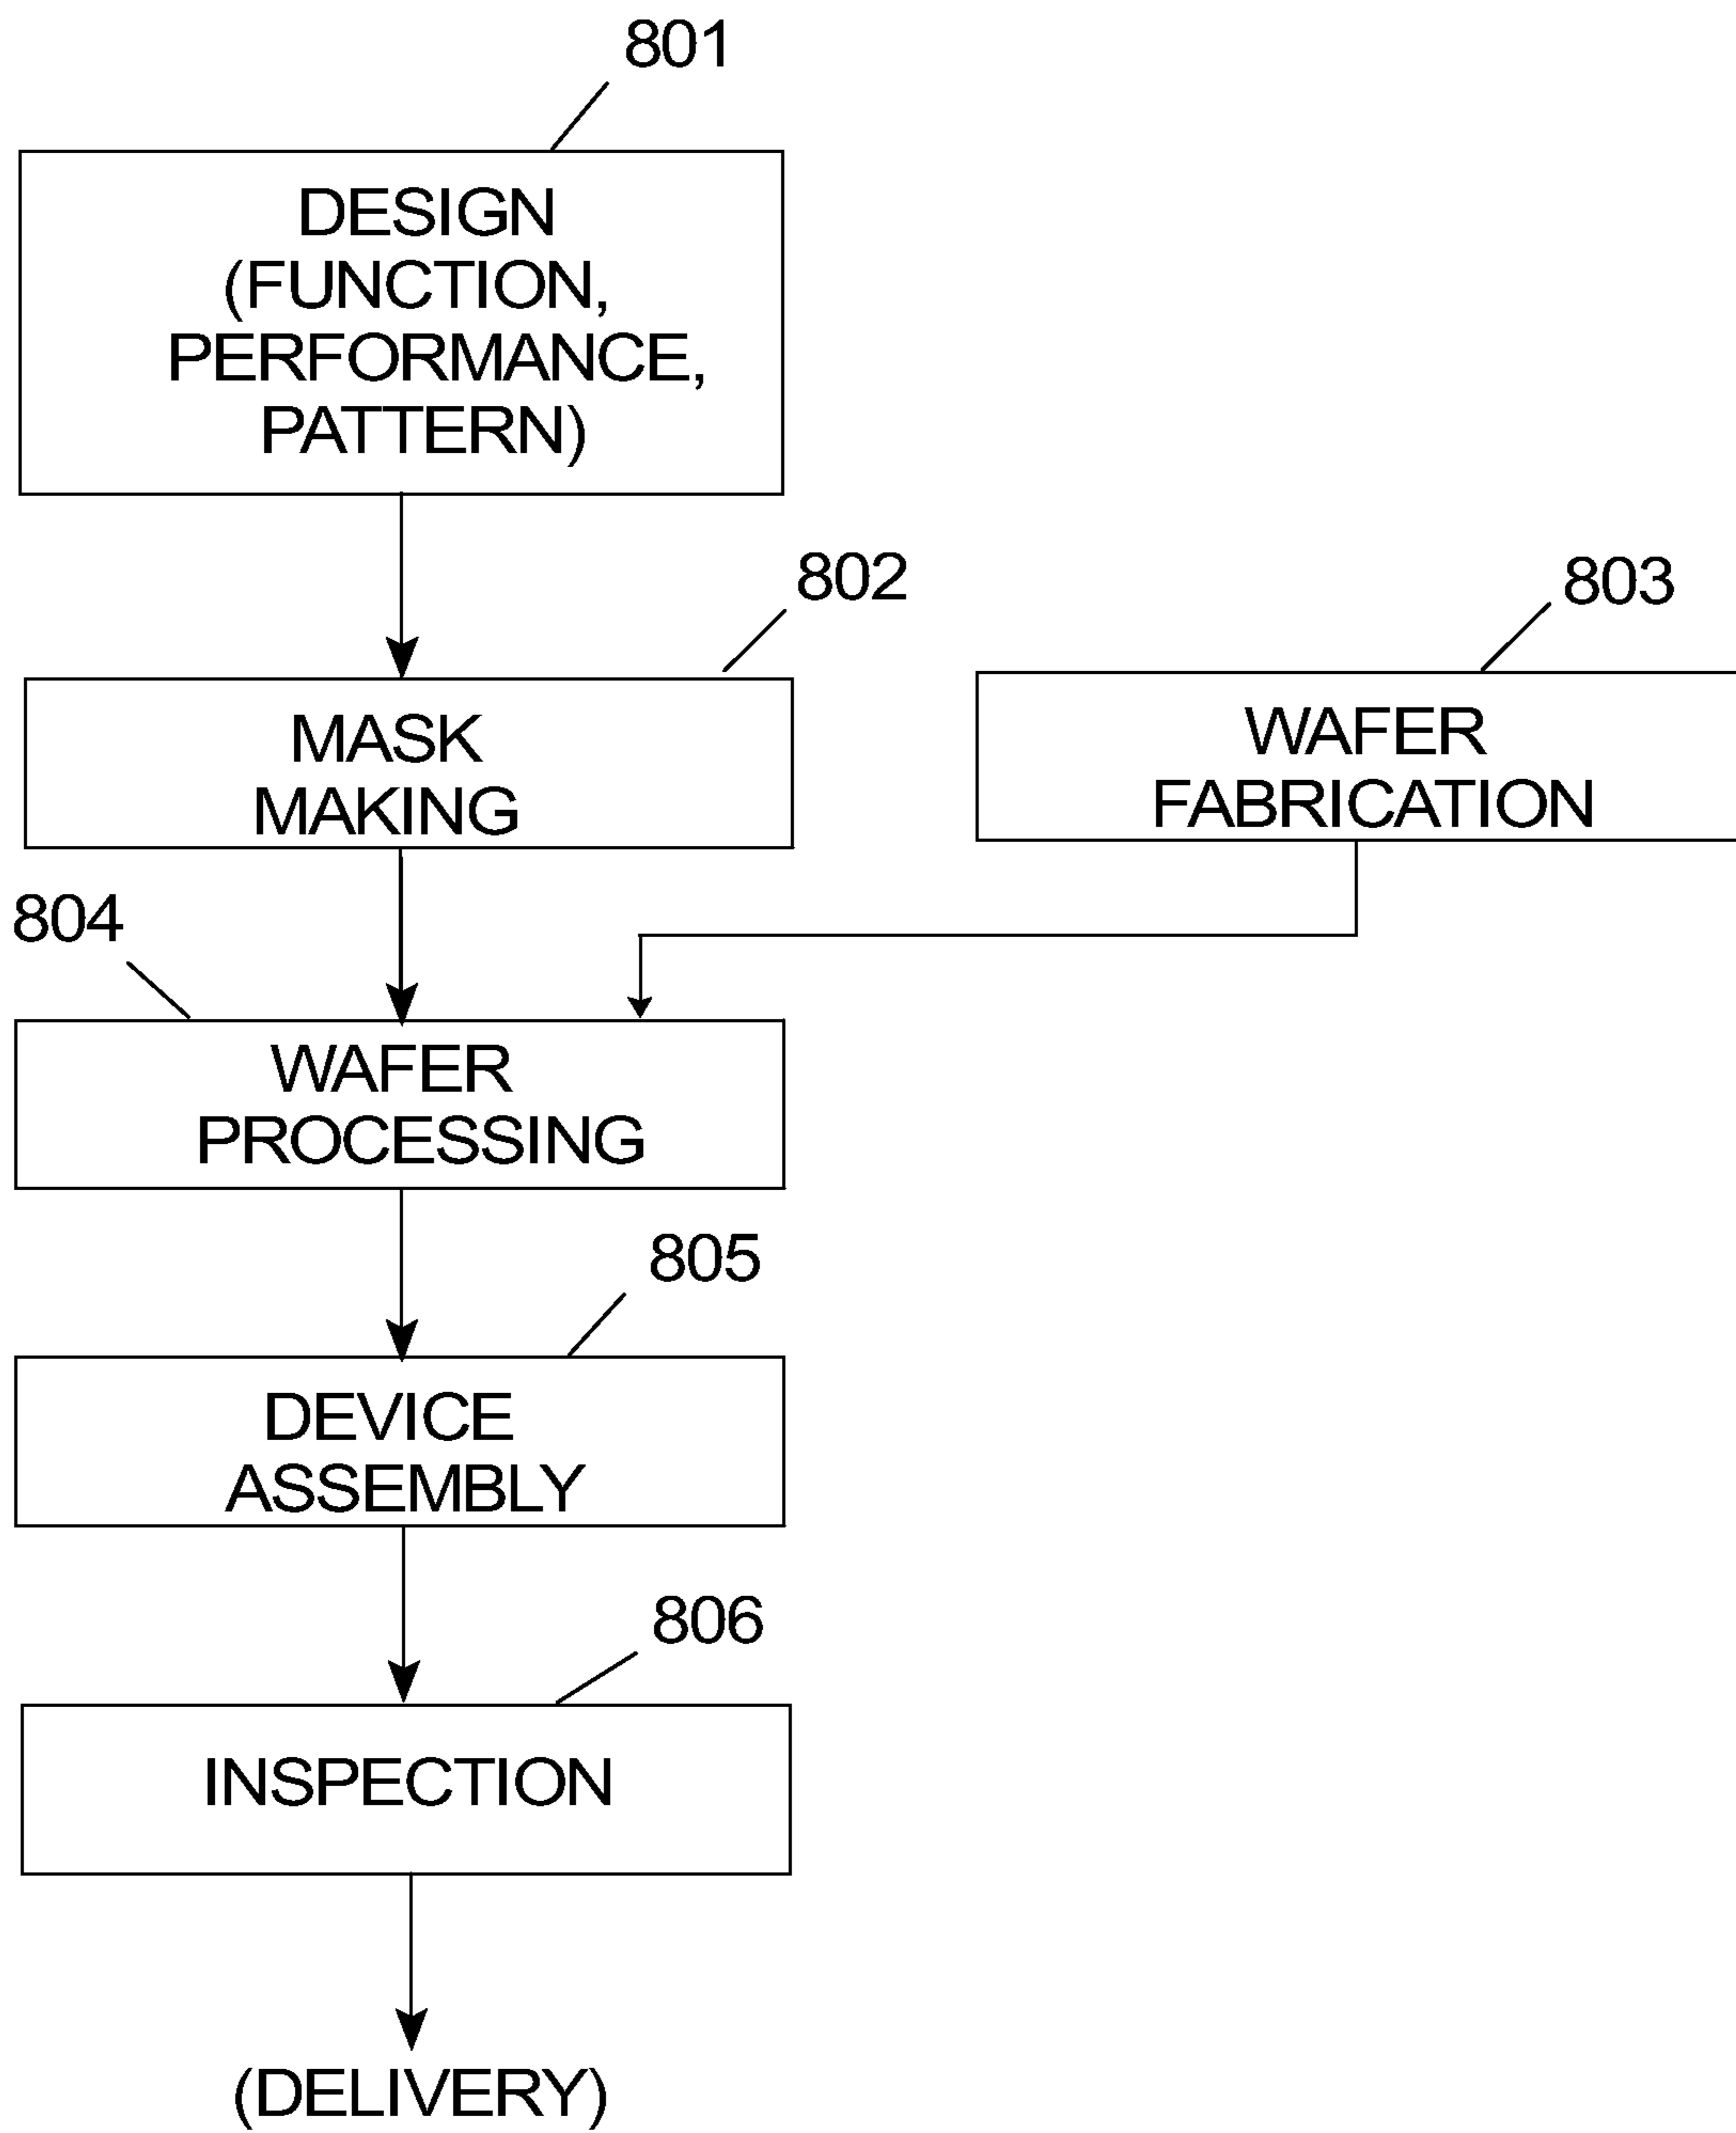 801
DESIGN
(FUNCTION,
PERFORMANCE,
PATTERN)
802
803
MASK
MAKING
WAFER
FABRICATION
804
WAFER
PROCESSING
805
DEVICE
ASSEMBLY
806
INSPECTION
(DELIVERY)